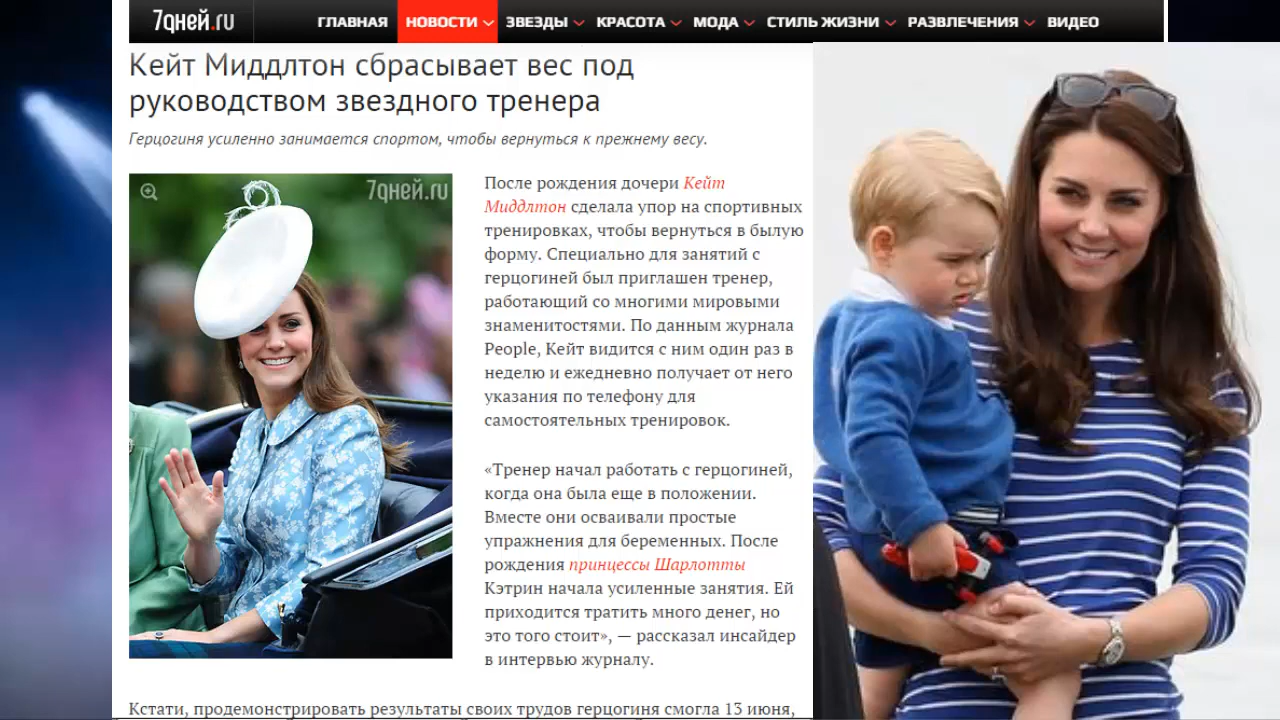 7дней.ru
ГЛАВНАЯ НОВОСТИ ЗВЕЗДЫ КРАСОТА МОДА СТИЛЬ ЖИЗНИ РАЗВЛЕЧЕНИЯ ВИДЕО
Кейт Миддлтон сбрасывает вес под
руководством звездного тренера
Герцогиня усиленно занимается спортом, чтобы вернуться к прежнему весу.
7дней.ru
После рождения дочери Кейт
Миддлтон сделала упор на спортивных
тренировках, чтобы вернуться в былую
форму. Специально для занятий с
герцогиней был приглашен тренер,
работающий со многими мировыми
знаменитостями. По данным журнала
People, Кейт видится с ним один раз в
неделю и ежедневно получает от него
указания по телефону для
самостоятельных тренировок.
«Тренер начал работать с герцогиней,
когда она была еще в положении.
Вместе они осваивали простые
упражнения для беременных. После
рождения принцессы Шарлотты
Кэтрин начала усиленные занятия. Ей
приходится тратить много денег, но
это того стоит», — рассказал инсайдер
в интервью журналу.
Кстати, продемонстрировать результаты своих трудов герцогиня смогла 13 июня,